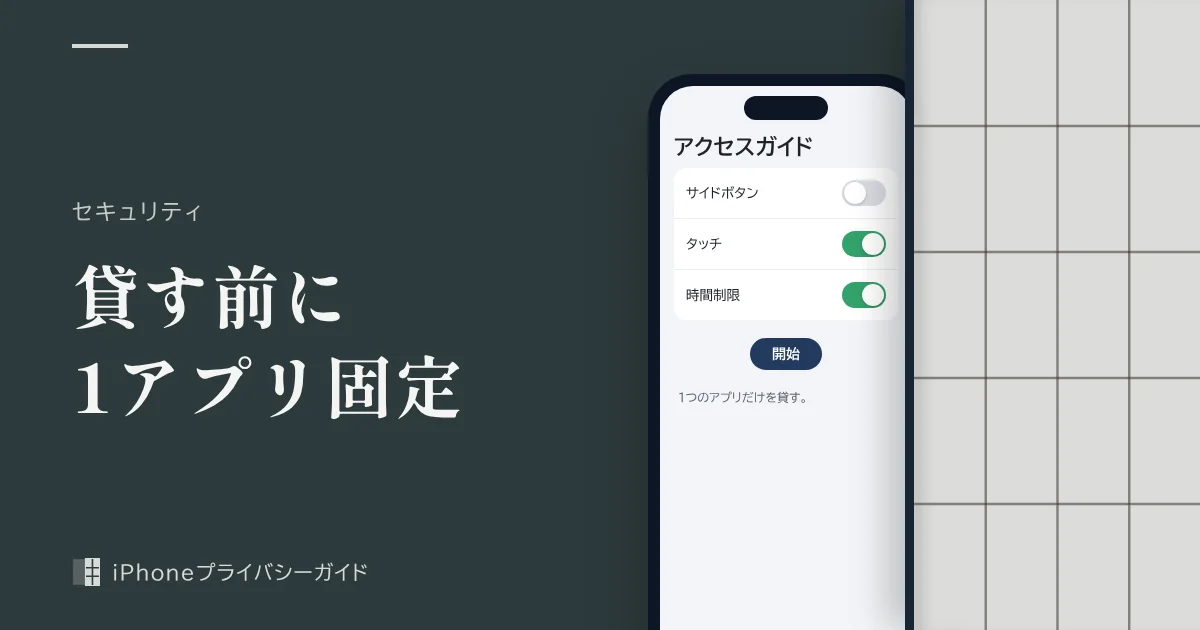 セキュリティ
貸す前に
1アプリ固定
iPhoneプライバシーガイド
アクセスガイド
サイドボタン
タッチ
時間制限
開始
1つのアプリだけを貸す。